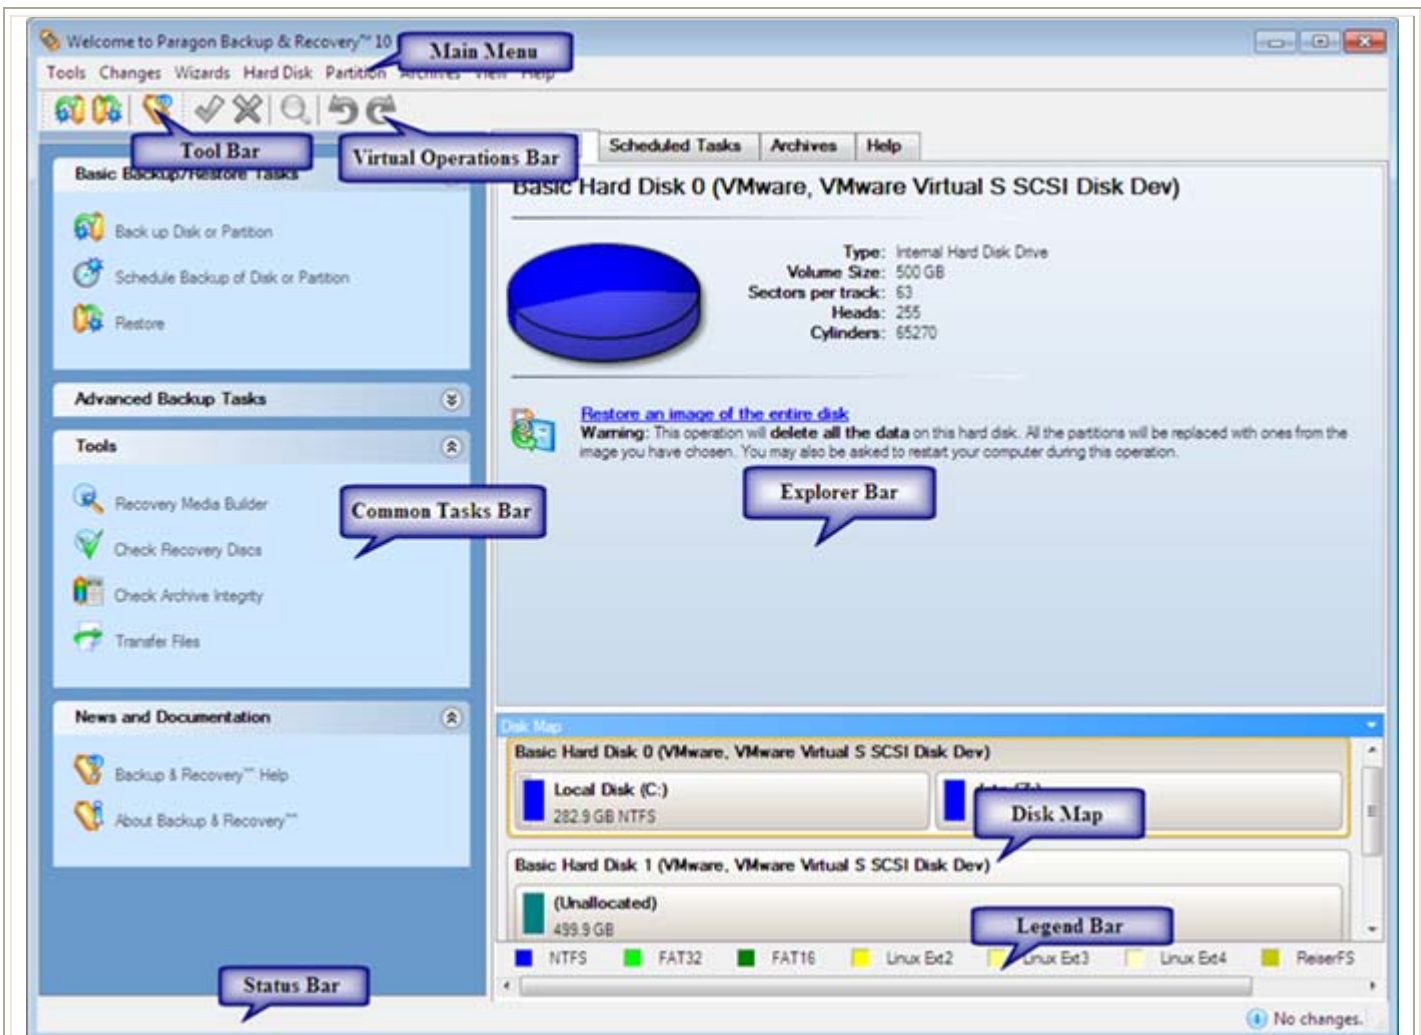 Welcome to Paragon Backup & Recovery™ 10
Main Menu
Tools Changes Wizards Hard Disk Partition Archives View Help
Tool Bar
Virtual Operations Bar
Scheduled Tasks Archives Help
Basic Backup/Restore Tasks
Back up Disk or Partition
Schedule Backup of Disk or Partition
Restore
Advanced Backup Tasks
Tools
Recovery Media Builder
Common Tasks Bar
Check Recovery Discs
Check Archive Integrity
Transfer Files
News and Documentation
Backup & Recovery™ Help
About Backup & Recovery™
Status Bar
Basic Hard Disk 0 (VMware, VMware Virtual S SCSI Disk Dev)
Type: Internal Hard Disk Drive
Volume Size: 500 GB
Sectors per track: 63
Heads: 255
Cylinders: 65270
Restore an image of the entire disk
Warning: This operation will delete all the data on this hard disk. All the partitions will be replaced with ones from the
image you have chosen. You may also be asked to restart your computer during this operation.
Explorer Bar
Disk Map
Basic Hard Disk 0 (VMware, VMware Virtual S SCSI Disk Dev)
Local Disk (C:)
282.9 GB NTFS
Disk Map
Basic Hard Disk 1 (VMware, VMware Virtual S SCSI Disk Dev)
(Unallocated)
499.9 GB
Legend Bar
NTFS FAT32 FAT16 Linux Ext2 Linux Ext3 Linux Ext4 ReiserFS
No changes.